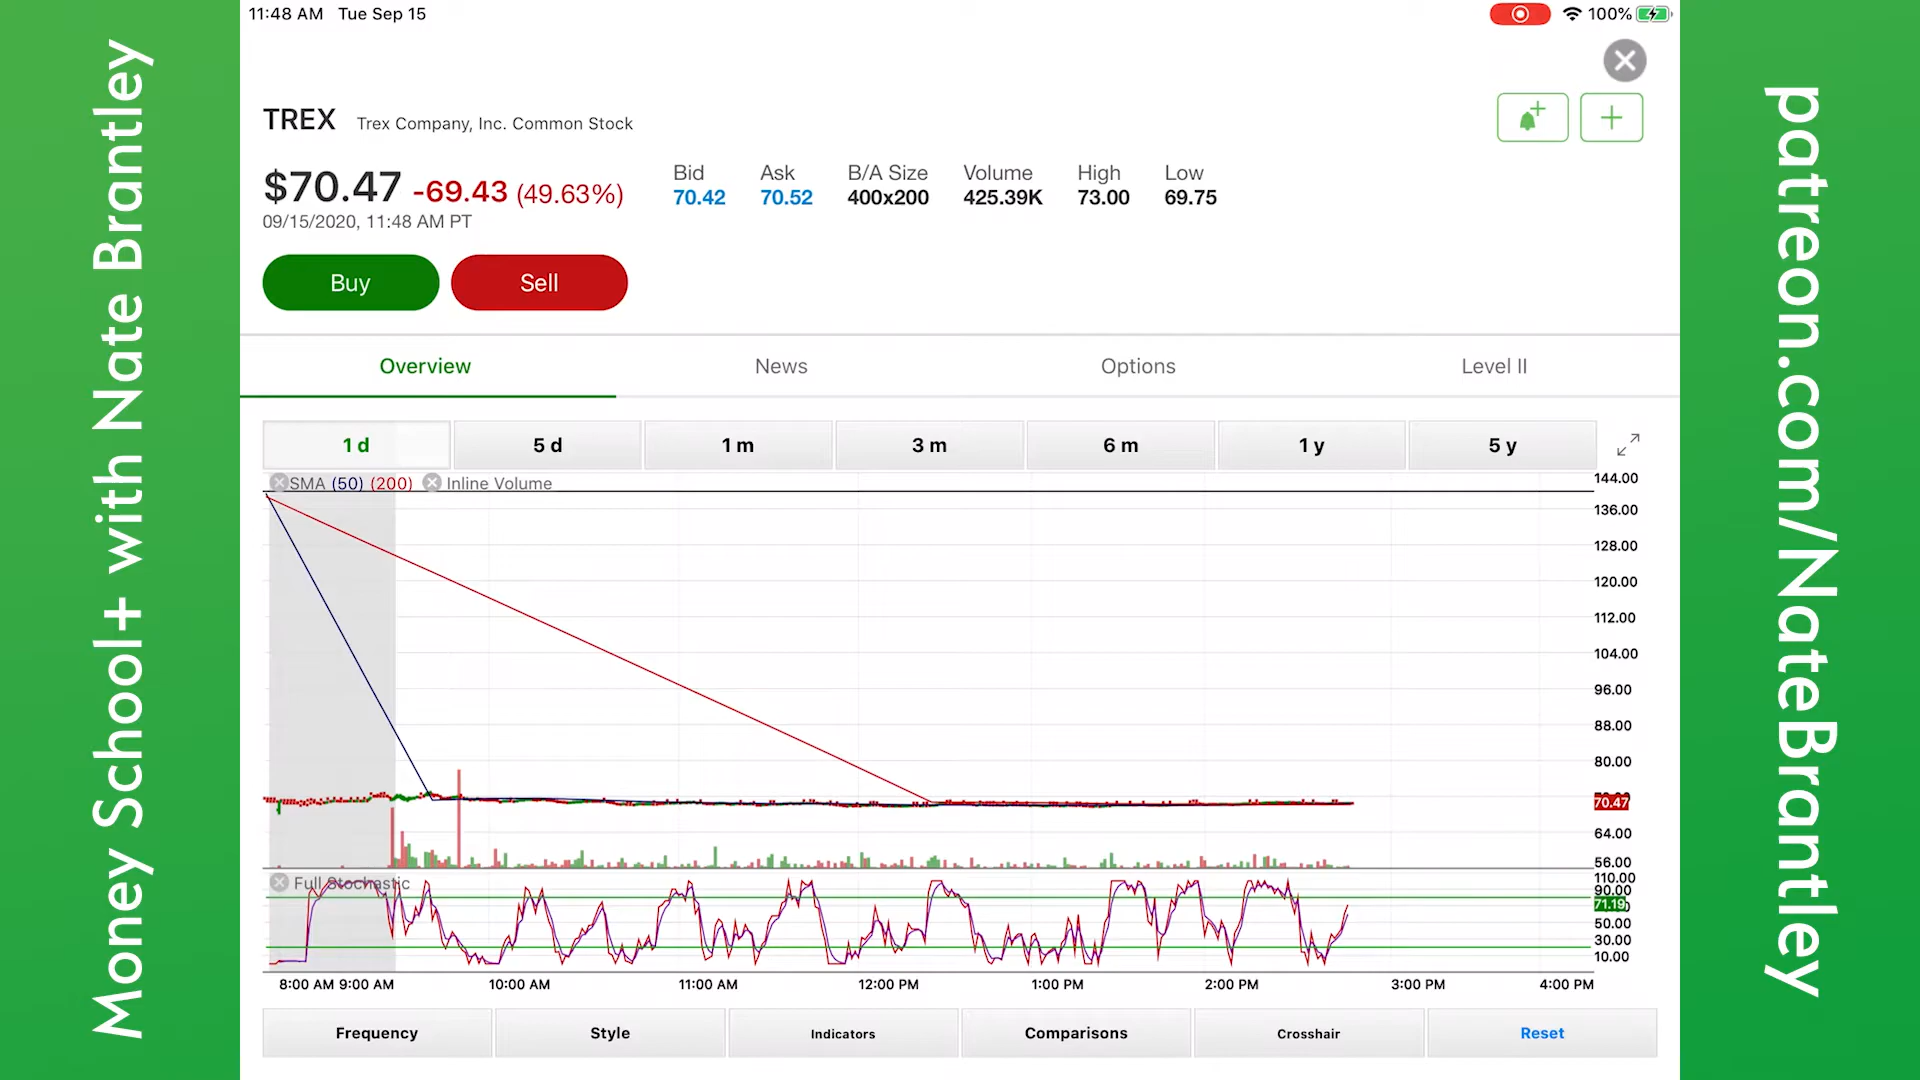 11:48 AM Tue Sep 15
100%
Money School+ with Nate Brantley
patreon.com/NateBrantley
TREX Trex Company, Inc. Common Stock
$70.47 -69.43 (49.63%)
09/15/2020, 11:48 AM PT
Bid Ask B/A Size Volume High Low
70.42 70.52 400x200 425.39K 73.00 69.75
Buy Sell
Overview News Options Level II
1 d 5 d 1 m 3 m 6 m 1 y 5 y
SMA (50) (200) Inline Volume
144.00
136.00
128.00
120.00
112.00
104.00
96.00
88.00
80.00
70.47
64.00
56.00
Full Stochastic
110.00
90.00
71.19
50.00
30.00
10.00
8:00 AM 9:00 AM 10:00 AM 11:00 AM 12:00 PM 1:00 PM 2:00 PM 3:00 PM 4:00 PM
Frequency Style Indicators Comparisons Crosshair Reset